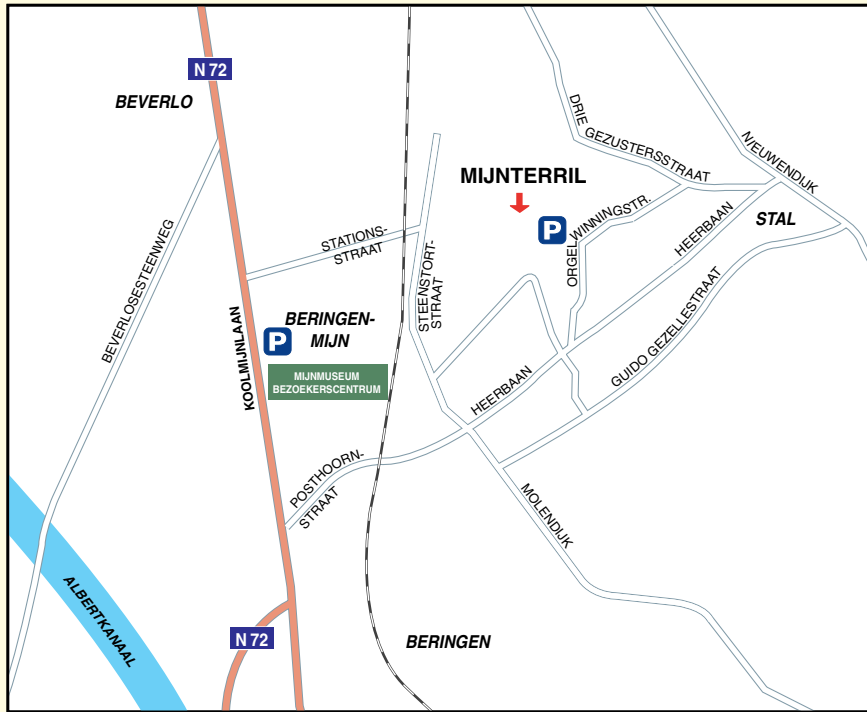 N 72
BEVERLO
DRIE
GEZUSTERSSTRAAT
NIEUWENDIJK
MIJNTERRIL
P
ORGELWINNINGSTR.
HEERBAAN
STAL
BEVERLOSESTEENWEG
STATIONS-
STRAAT
STEENSTORT-
STRAAT
KOOLMIJNLAAN
BERINGEN-
MIJN
P
MIJNMUSEUM
BEZOEKERSCENTRUM
GUIDO GEZELLESTRAAT
HEERBAAN
POSTHOORN-
STRAAT
MOLENDIJK
ALBERTKANAAL
N 72
BERINGEN